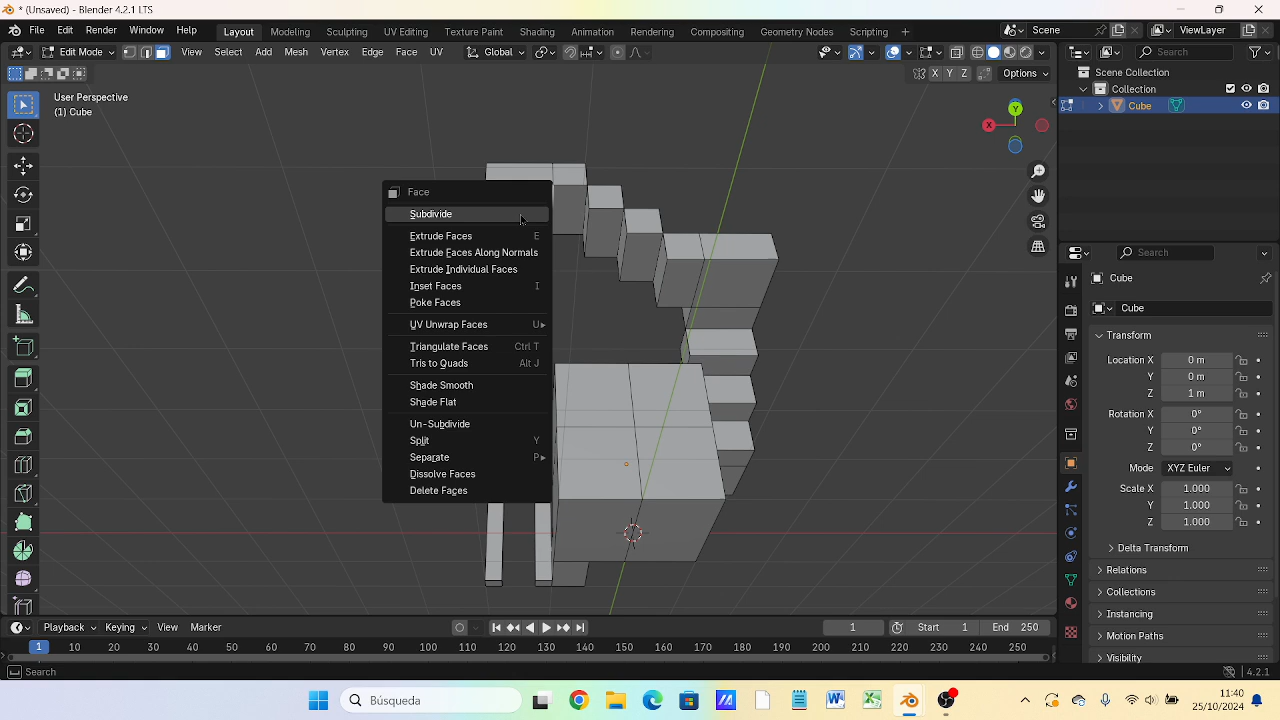 * (Unsaved) - Blender 4.2.1 LTS
File Edit Render Window Help Layout Modeling Sculpting UV Editing Texture Paint Shading Animation Rendering Compositing Geometry Nodes Scripting Scene ViewLayer
Edit Mode View Select Add Mesh Vertex Edge Face UV Global Search
X Y Z Options
User Perspective
(1) Cube
Scene Collection
Collection
Cube
Y
X
Face
Subdivide
Extrude Faces E
Extrude Faces Along Normals
Extrude Individual Faces
Inset Faces I
Poke Faces
UV Unwrap Faces U
Triangulate Faces Ctrl T
Tris to Quads Alt J
Shade Smooth
Shade Flat
Un-Subdivide
Split Y
Separate P
Dissolve Faces
Delete Faces
Search
Cube
Cube
Transform
Location X 0 m
Y 0 m
Z 1 m
Rotation X 0°
Y 0°
Z 0°
Mode XYZ Euler
Scale X 1.000
Y 1.000
Z 1.000
Delta Transform
Relations
Collections
Instancing
Motion Paths
Visibility
Playback Keying View Marker 1 Start 1 End 250
1 10 20 30 40 50 60 70 80 90 100 110 120 130 140 150 160 170 180 190 200 210 220 230 240 250
Search 4.2.1
Búsqueda
11:40
25/10/2024